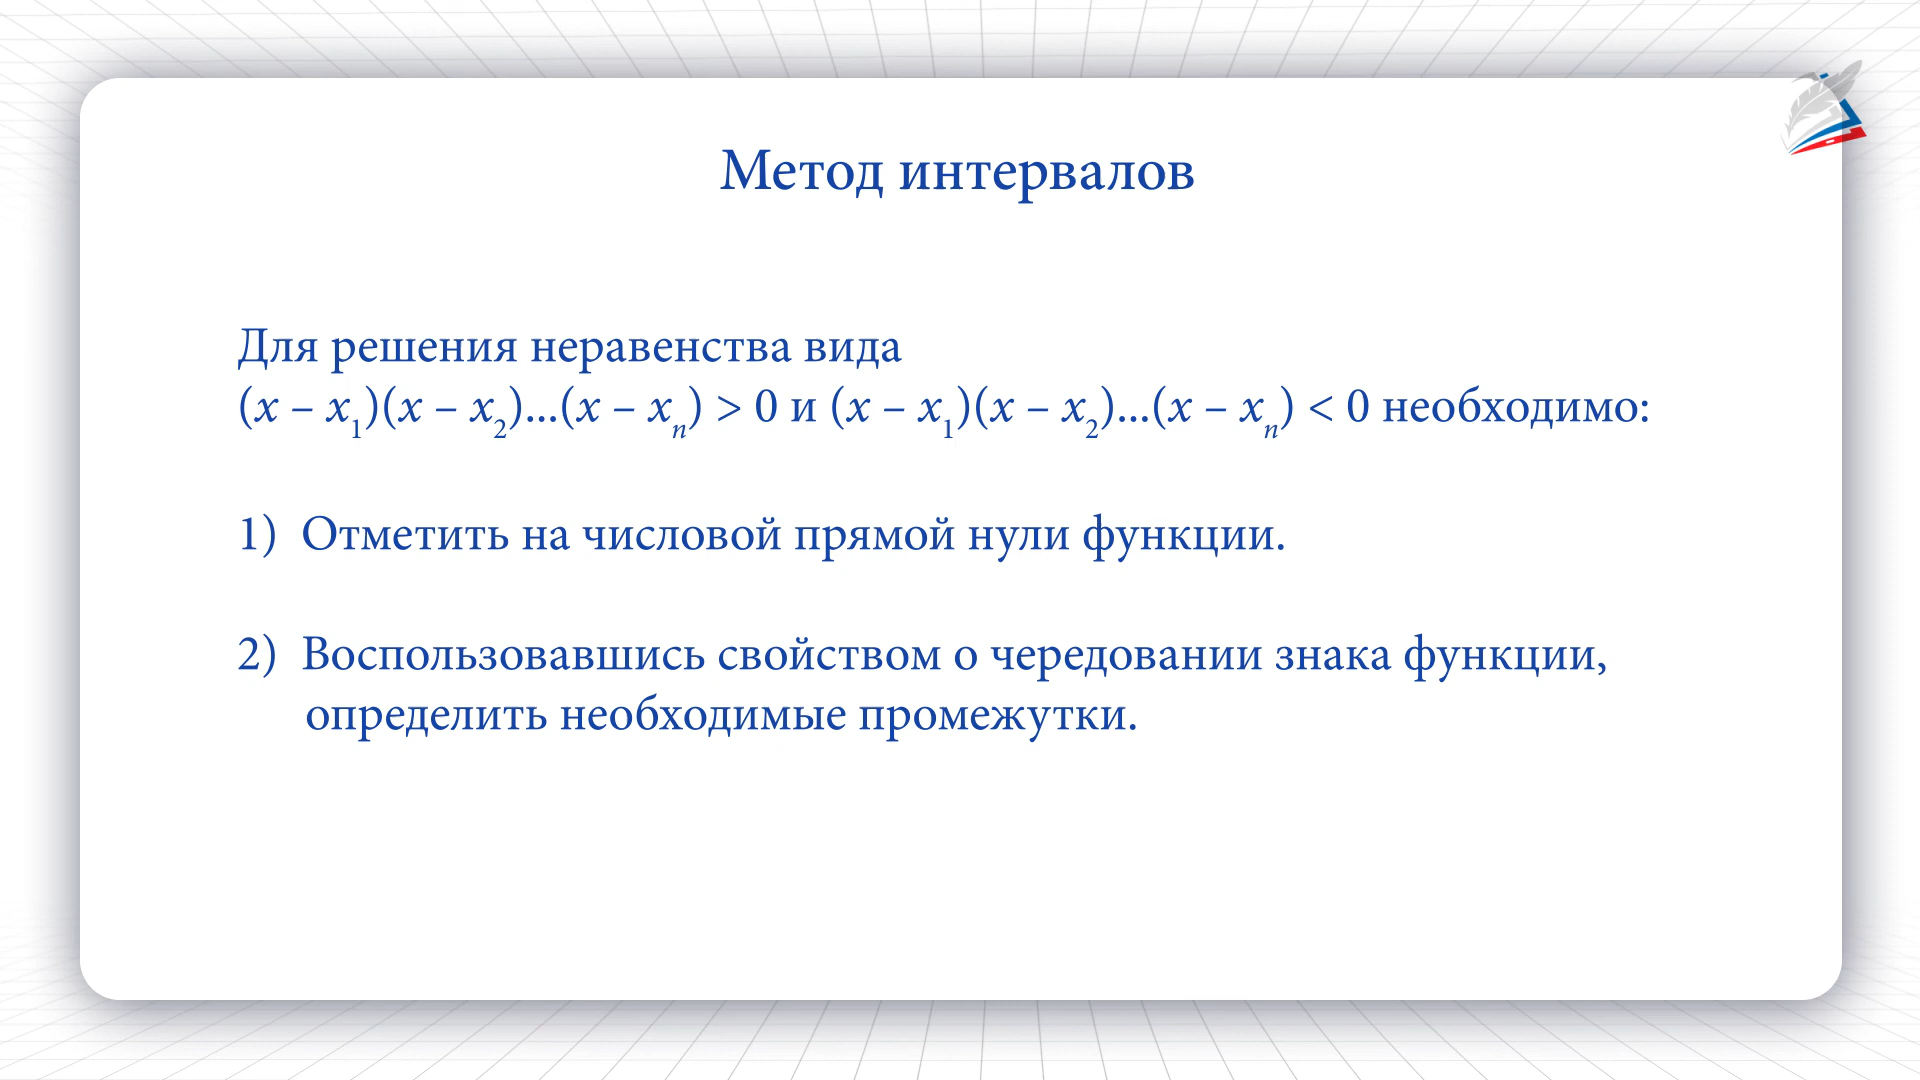 Метод интервалов
Для решения неравенства вида
(x – x₁)(x – x₂)...(x – xₙ) > 0 и (x – x₁)(x – x₂)...(x – xₙ) < 0 необходимо:
1) Отметить на числовой прямой нули функции.
2) Воспользовавшись свойством о чередовании знака функции,
определить необходимые промежутки.